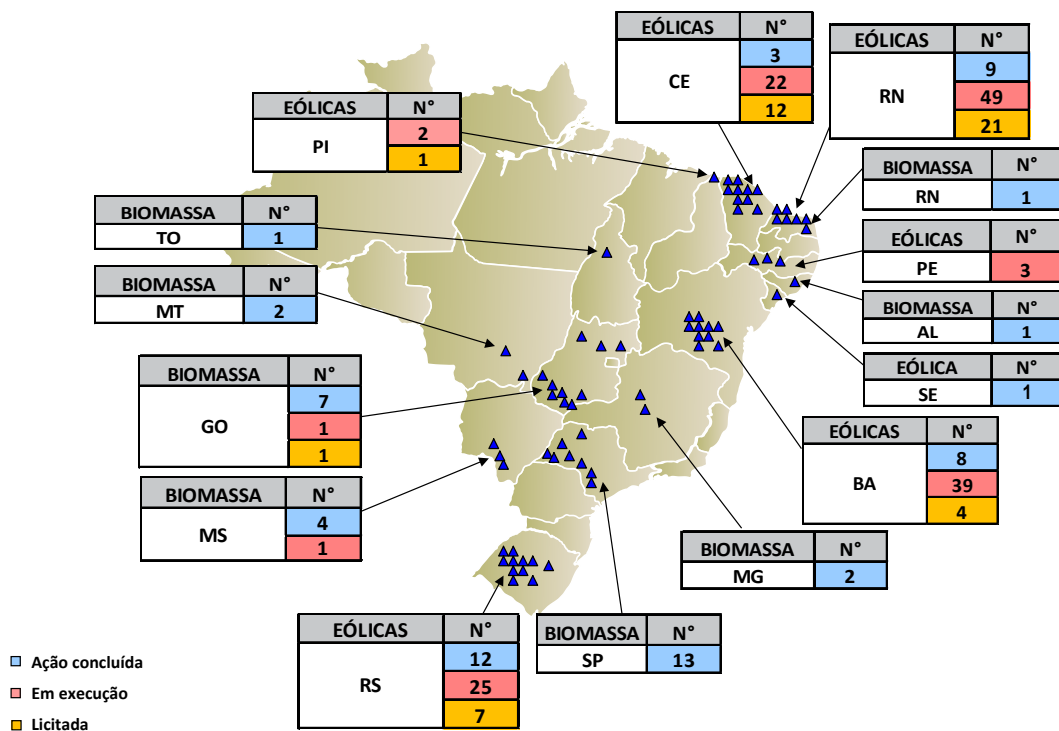 EÓLICAS N°
CE
3
22
12
EÓLICAS N°
RN
9
49
21
EÓLICAS N°
PI
2
1
BIOMASSA N°
RN 1
BIOMASSA N°
TO 1
EÓLICAS N°
PE 3
BIOMASSA N°
MT 2
BIOMASSA N°
AL 1
EÓLICA N°
SE 1
BIOMASSA N°
GO
7
1
1
EÓLICAS N°
BA
8
39
4
BIOMASSA N°
MS
4
1
BIOMASSA N°
MG 2
EÓLICAS N°
RS
12
25
7
BIOMASSA N°
SP 13
Ação concluída
Em execução
Licitada